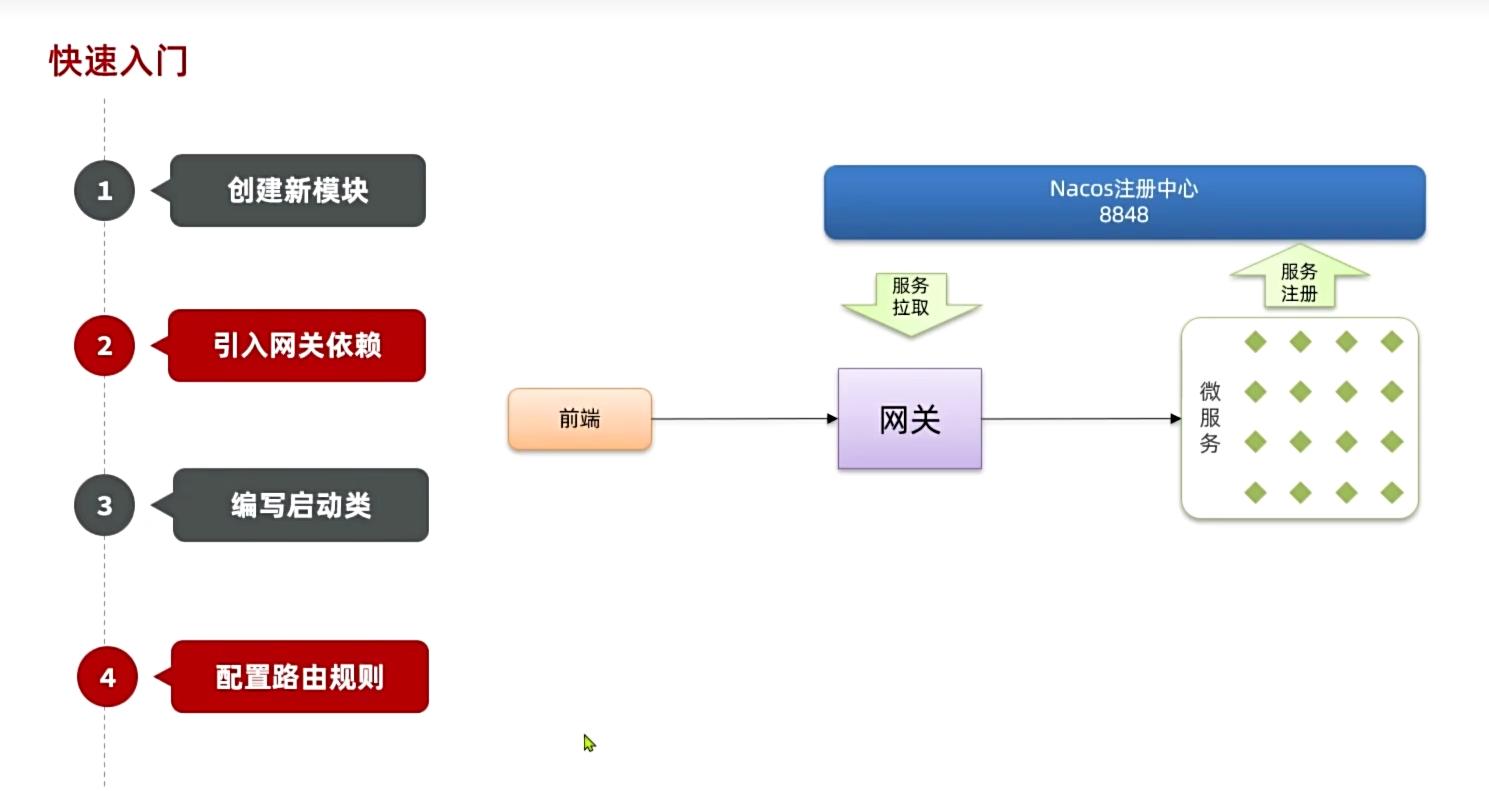 快速入门
1
创建新模块
2
引入网关依赖
3
编写启动类
4
配置路由规则
Nacos注册中心
8848
服务
拉取
服务
注册
前端
网关
微
服
务